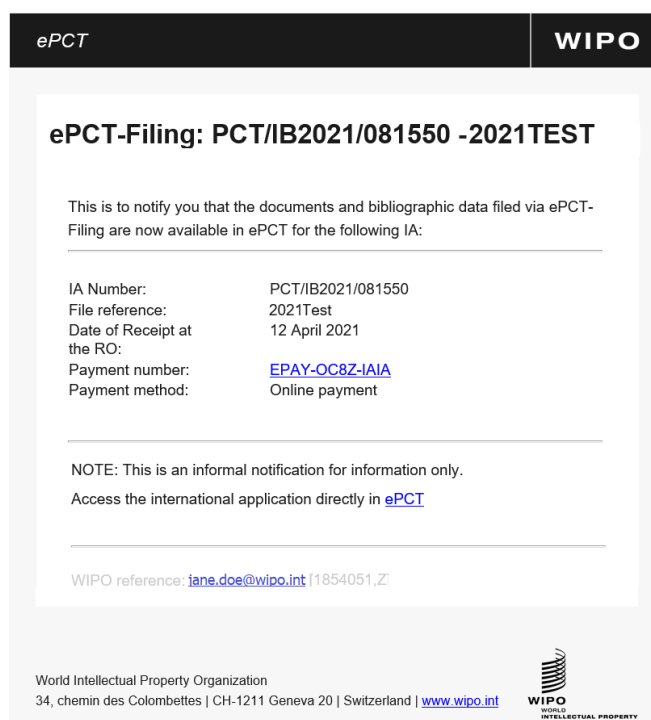 ePCT
WIPO
ePCT-Filing: PCT/IB2021/081550 -2021TEST
This is to notify you that the documents and bibliographic data filed via ePCT-
Filing are now available in ePCT for the following IA:
IA Number: PCT/IB2021/081550
File reference: 2021Test
Date of Receipt at 12 April 2021
the RO:
Payment number: EPAY-OC8Z-IAIA
Payment method: Online payment
NOTE: This is an informal notification for information only.
Access the international application directly in ePCT
WIPO reference: jane.doe@wipo.int [1854051,Z]
World Intellectual Property Organization
34, chemin des Colombettes | CH-1211 Geneva 20 | Switzerland | www.wipo.int
WIPO
WORLD
INTELLECTUAL PROPERTY